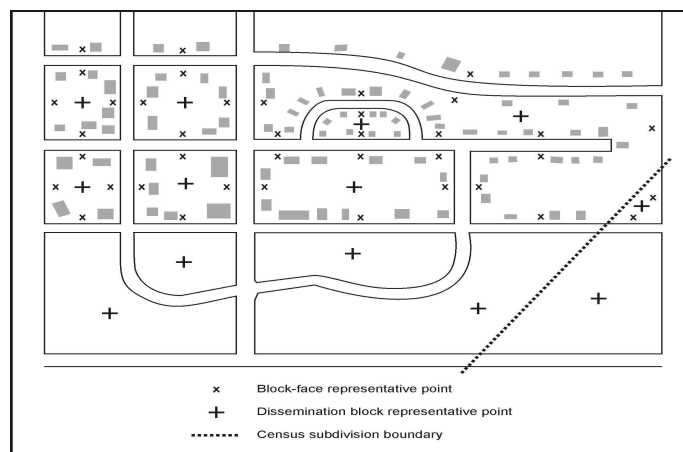 Block-face representative point
Dissemination block representative point
Census subdivision boundary